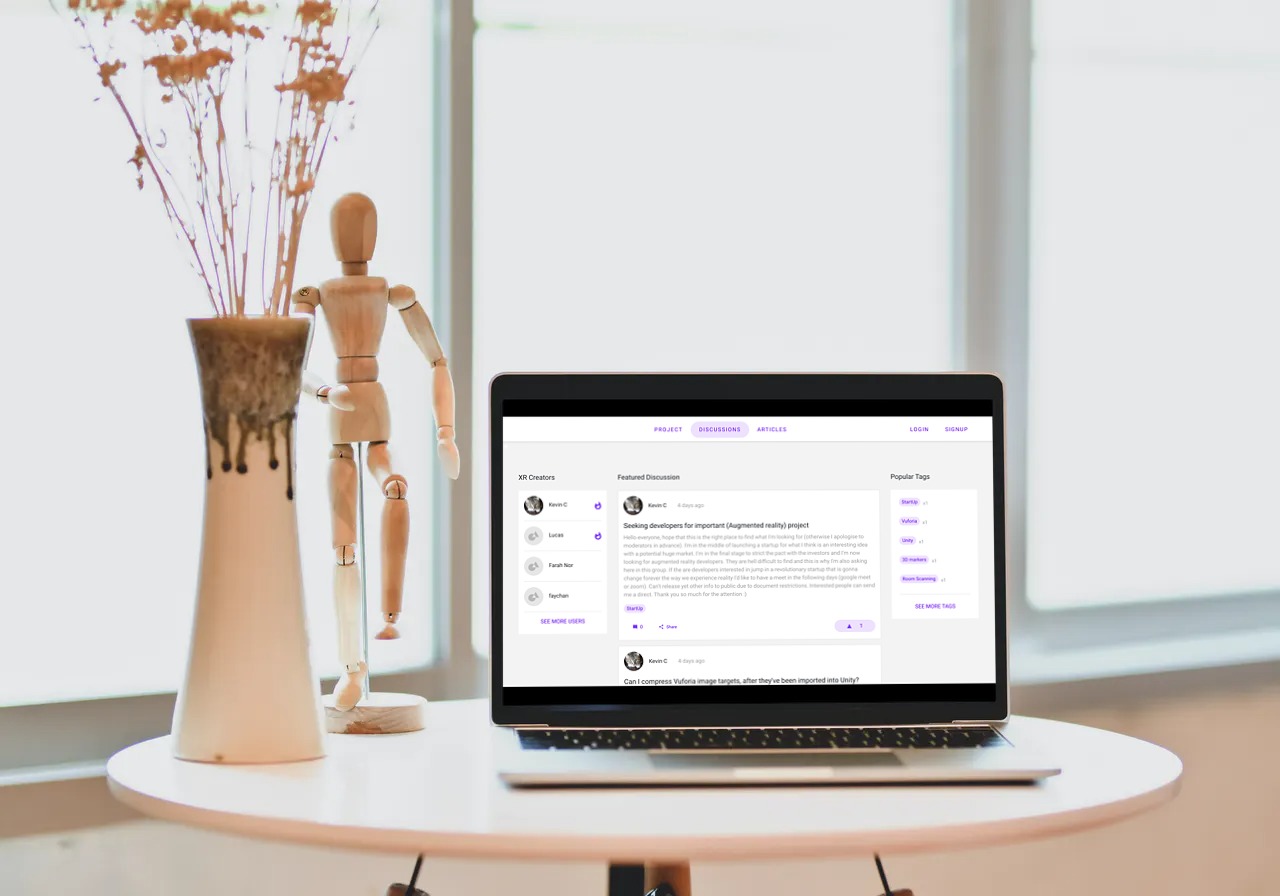 PROJECT DISCUSSIONS ARTICLES LOGIN SIGNUP
XR Creators
Kevin C
Lucas
Farah Nor
faychan
SEE MORE USERS
Featured Discussion
Kevin C 4 days ago
Seeking developers for important (Augmented reality) project
Hello everyone, hope that this is the right place to find what I'm looking for (otherwise I apologise to
moderators in advance). I'm in the middle of launching a startup for what I think is an interesting idea
with a potential huge market. I'm in the final stage to strict the pact with the investors and I'm now
looking for augmented reality developers. They are hell difficult to find and this is why I'm also asking
here in this group. If the are developers interested in jump in a revolutionary startup that is gonna
change forever the way we experience reality I'd like to have a meet in the following days (google meet
or zoom). Can't release yet other info to public due to document restrictions. Interested people can send
me a direct. Thank you so much for the attention :).
StartUp
0 Share 1
Kevin C 4 days ago
Can I compress Vuforia image targets, after they've been imported into Unity?
Popular Tags
StartUp x1
Vuforia x1
Unity x1
3D markers x1
Room Scanning x1
SEE MORE TAGS